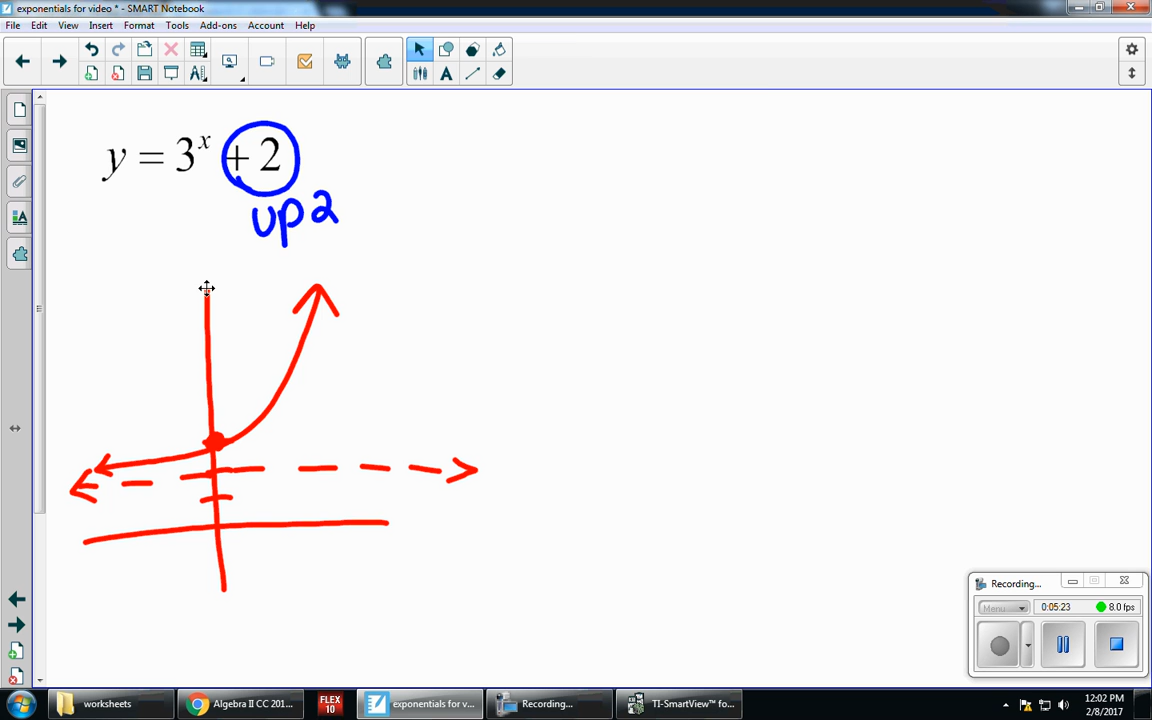 exponentials for video * - SMART Notebook
File Edit View Insert Format Tools Add-ons Account Help
y = 3^x + 2
up 2
Recording...
Menu
0:05:23
8.0 fps
worksheets
Algebra II CC 201...
FLEX 10
exponentials for v...
Recording...
TI-SmartView™ fo...
12:02 PM
2/8/2017